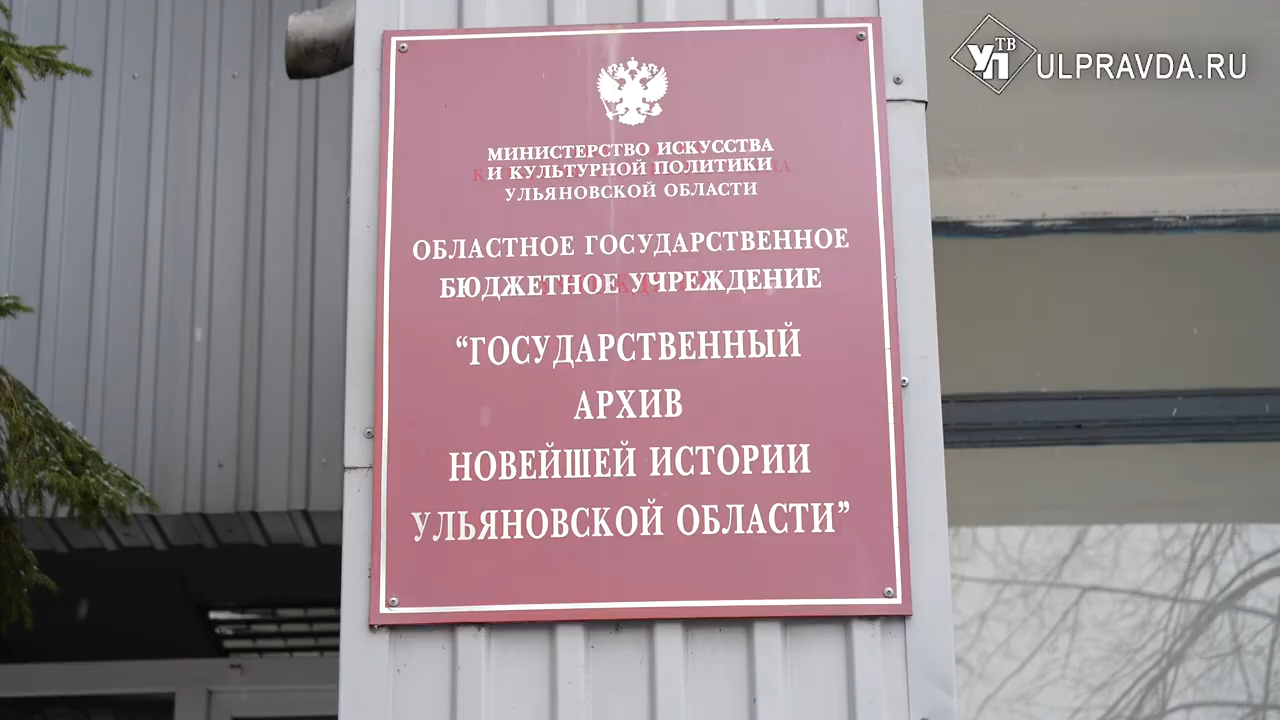 УП ТВ ULPRAVDA.RU
МИНИСТЕРСТВО ИСКУССТВА
И КУЛЬТУРНОЙ ПОЛИТИКИ
УЛЬЯНОВСКОЙ ОБЛАСТИ
ОБЛАСТНОЕ ГОСУДАРСТВЕННОЕ
БЮДЖЕТНОЕ УЧРЕЖДЕНИЕ
“ГОСУДАРСТВЕННЫЙ
АРХИВ
НОВЕЙШЕЙ ИСТОРИИ
УЛЬЯНОВСКОЙ ОБЛАСТИ”